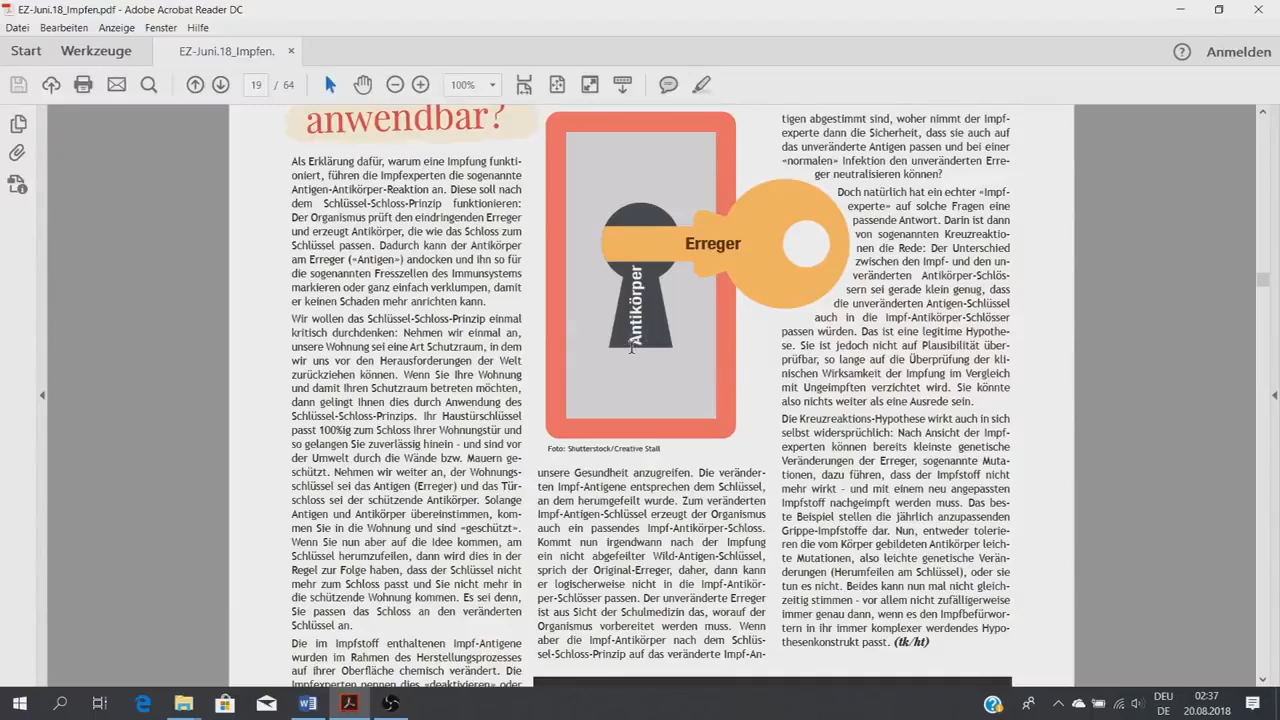 EZ-Juni.18_Impfen.pdf - Adobe Acrobat Reader DC
Datei Bearbeiten Anzeige Fenster Hilfe
Start Werkzeuge EZ-Juni.18_Impfen. × Anmelden
19 / 64 100%
anwendbar?
Als Erklärung dafür, warum eine Impfung funkti-
oniert, führen die Impfexperten die sogenannte
Antigen-Antikörper-Reaktion an. Diese soll nach
dem Schlüssel-Schloss-Prinzip funktionieren:
Der Organismus prüft den eindringenden Erreger
und erzeugt Antikörper, die wie das Schloss zum
Schlüssel passen. Dadurch kann der Antikörper
am Erreger («Antigen») andocken und ihn so für
die sogenannten Fresszellen des Immunsystems
markieren oder ganz einfach verklumpen, damit
er keinen Schaden mehr anrichten kann.
Wir wollen das Schlüssel-Schloss-Prinzip einmal
kritisch durchdenken: Nehmen wir einmal an,
unsere Wohnung sei eine Art Schutzraum, in dem
wir uns vor den Herausforderungen der Welt
zurückziehen können. Wenn Sie Ihre Wohnung
und damit Ihren Schutzraum betreten möchten,
dann gelingt Ihnen dies durch Anwendung des
Schlüssel-Schloss-Prinzips. Ihr Haustürschlüssel
passt 100%ig zum Schloss Ihrer Wohnungstür und
so gelangen Sie zuverlässig hinein - und sind vor
der Umwelt durch die Wände bzw. Mauern ge-
schützt. Nehmen wir weiter an, der Wohnungs-
schlüssel sei das Antigen (Erreger) und das Tür-
schloss sei der schützende Antikörper. Solange
Antigen und Antikörper übereinstimmen, kom-
men Sie in die Wohnung und sind «geschützt».
Wenn Sie nun aber auf die Idee kommen, am
Schlüssel herumzufeilen, dann wird dies in der
Regel zur Folge haben, dass der Schlüssel nicht
mehr zum Schloss passt und Sie nicht mehr in
die schützende Wohnung kommen. Es sei denn,
Sie passen das Schloss an den veränderten
Schlüssel an.
Die im Impfstoff enthaltenen Impf-Antigene
wurden im Rahmen des Herstellungsprozesses
auf ihrer Oberfläche chemisch verändert. Die
Impfexperten nennen dies «deaktivieren» oder
Erreger
Antikörper
Foto: Shutterstock/Creative Stall
unsere Gesundheit anzugreifen. Die veränder-
ten Impf-Antigene entsprechen dem Schlüssel,
an dem herumgefeilt wurde. Zum veränderten
Impf-Antigen-Schlüssel erzeugt der Organismus
auch ein passendes Impf-Antikörper-Schloss.
Kommt nun irgendwann nach der Impfung
ein nicht abgefeilter Wild-Antigen-Schlüssel,
sprich der Original-Erreger, daher, dann kann
er logischerweise nicht in die Impf-Antikör-
per-Schlösser passen. Der unveränderte Erreger
ist aus Sicht der Schulmedizin das, worauf der
Organismus vorbereitet werden muss. Wenn
aber die Impf-Antikörper nach dem Schlüs-
sel-Schloss-Prinzip auf das veränderte Impf-An-
tigen abgestimmt sind, woher nimmt der Impf-
experte dann die Sicherheit, dass sie auch auf
das unveränderte Antigen passen und bei einer
«normalen» Infektion den unveränderten Erre-
ger neutralisieren können?
Doch natürlich hat ein echter «Impf-
experte» auf solche Fragen eine
passende Antwort. Darin ist dann
von sogenannten Kreuzreaktio-
nen die Rede: Der Unterschied
zwischen den Impf- und den un-
veränderten Antikörper-Schlös-
sern sei gerade klein genug, dass
die unveränderten Antigen-Schlüssel
auch in die Impf-Antikörper-Schlösser
passen würden. Das ist eine legitime Hypothe-
se. Sie ist jedoch nicht auf Plausibilität über-
prüfbar, so lange auf die Überprüfung der kli-
nischen Wirksamkeit der Impfung im Vergleich
mit Ungeimpften verzichtet wird. Sie könnte
also nichts weiter als eine Ausrede sein.
Die Kreuzreaktions-Hypothese wirkt auch in sich
selbst widersprüchlich: Nach Ansicht der Impf-
experten können bereits kleinste genetische
Veränderungen der Erreger, sogenannte Muta-
tionen, dazu führen, dass der Impfstoff nicht
mehr wirkt - und mit einem neu angepassten
Impfstoff nachgeimpft werden muss. Das bes-
te Beispiel stellen die jährlich anzupassenden
Grippe-Impfstoffe dar. Nun, entweder tolerie-
ren die vom Körper gebildeten Antikörper leich-
te Mutationen, also leichte genetische Verän-
derungen (Herumfeilen am Schlüssel), oder sie
tun es nicht. Beides kann nun mal nicht gleich-
zeitig stimmen - vor allem nicht zufälligerweise
immer genau dann, wenn es den Impfbefürwor-
tern in ihr immer komplexer werdendes Hypo-
thesenkonstrukt passt. (tk/ht)
DEU 02:37
DE 20.08.2018